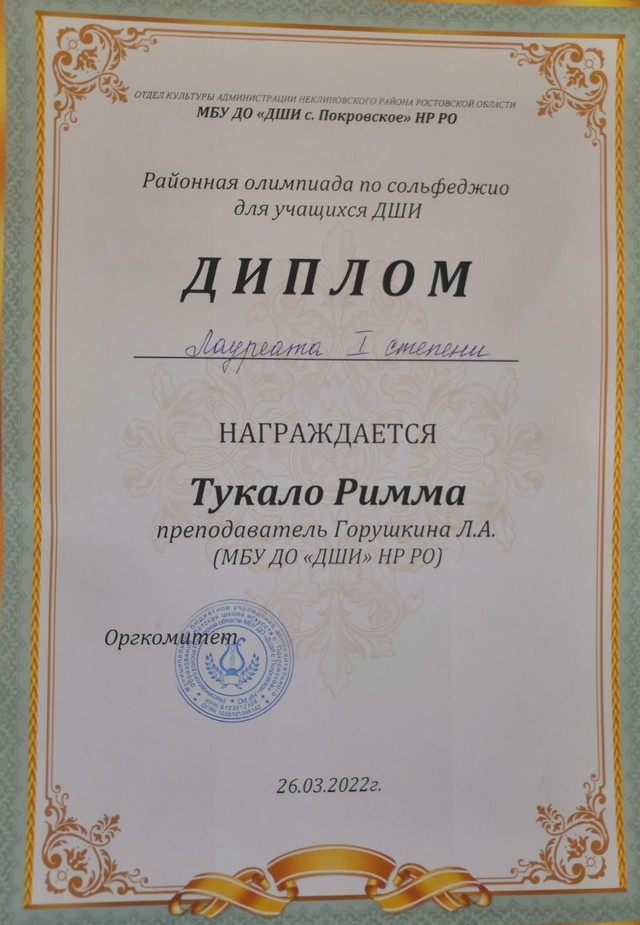 ОТДЕЛ КУЛЬТУРЫ АДМИНИСТРАЦИИ НЕКЛИНОВСКОГО РАЙОНА РОСТОВСКОЙ ОБЛАСТИ
МБУ ДО «ДШИ с. Покровское» НР РО
Районная олимпиада по сольфеджио
для учащихся ДШИ
ДИПЛОМ
Лауреата I степени
НАГРАЖДАЕТСЯ
Тукало Римма
преподаватель Горушкина Л.А.
(МБУ ДО «ДШИ» НР РО)
Оргкомитет
26.03.2022г.